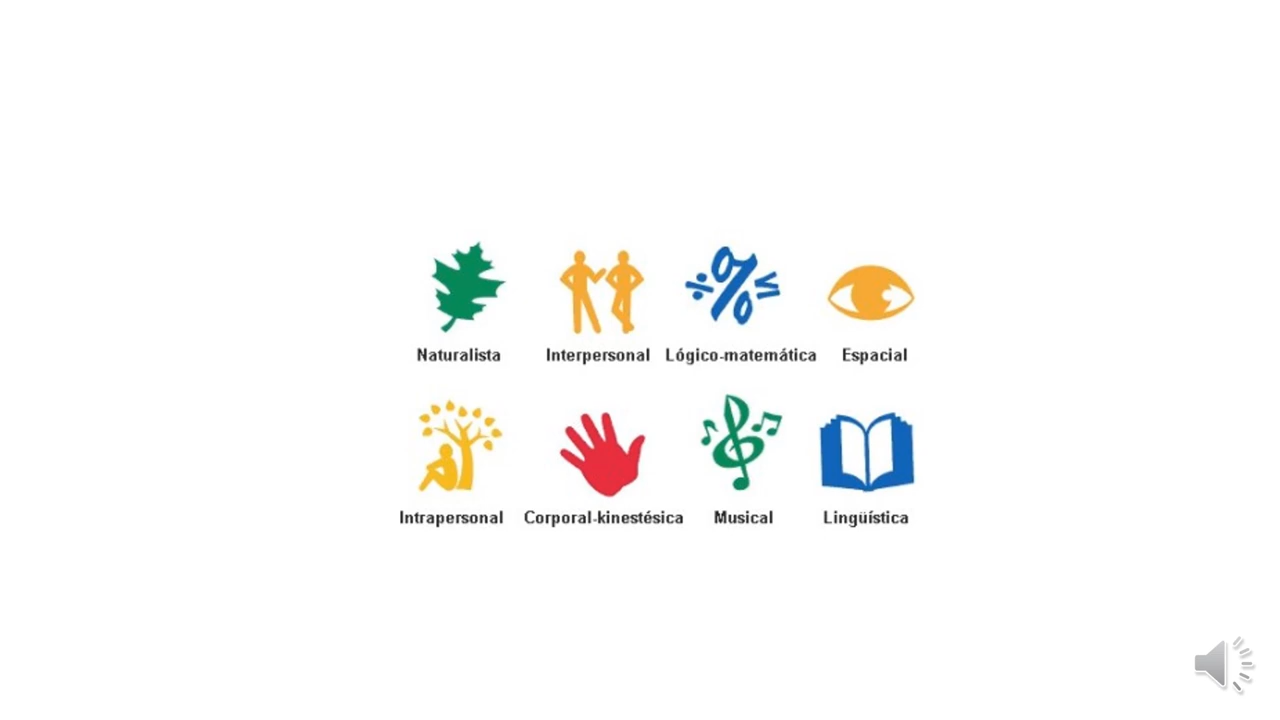 Naturalista Interpersonal Lógico-matemática Espacial
Intrapersonal Corporal-kinestésica Musical Lingüística